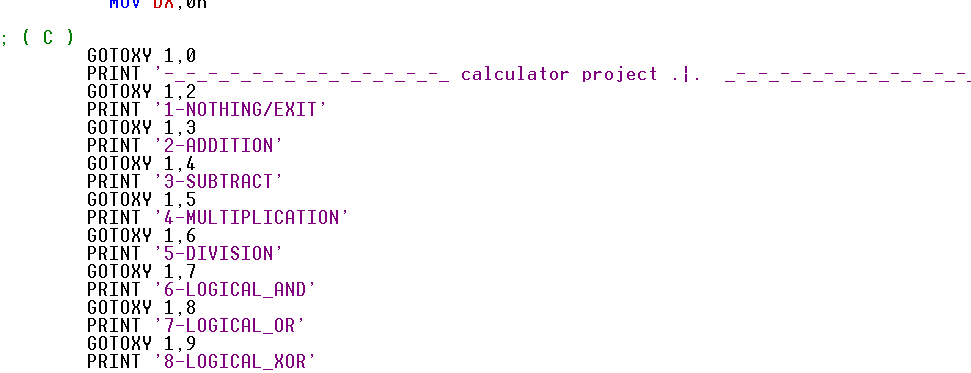 MOV DX,0h
; ( C )
GOTOXY 1,0
PRINT '-_-_-_-_-_-_-_-_-_-_-_-_-_-_-_ calculator project .|.  _-_-_-_-_-_-_-_-_-_-_-_-
GOTOXY 1,2
PRINT '1-NOTHING/EXIT'
GOTOXY 1,3
PRINT '2-ADDITION'
GOTOXY 1,4
PRINT '3-SUBTRACT'
GOTOXY 1,5
PRINT '4-MULTIPLICATION'
GOTOXY 1,6
PRINT '5-DIVISION'
GOTOXY 1,7
PRINT '6-LOGICAL_AND'
GOTOXY 1,8
PRINT '7-LOGICAL_OR'
GOTOXY 1,9
PRINT '8-LOGICAL_XOR'